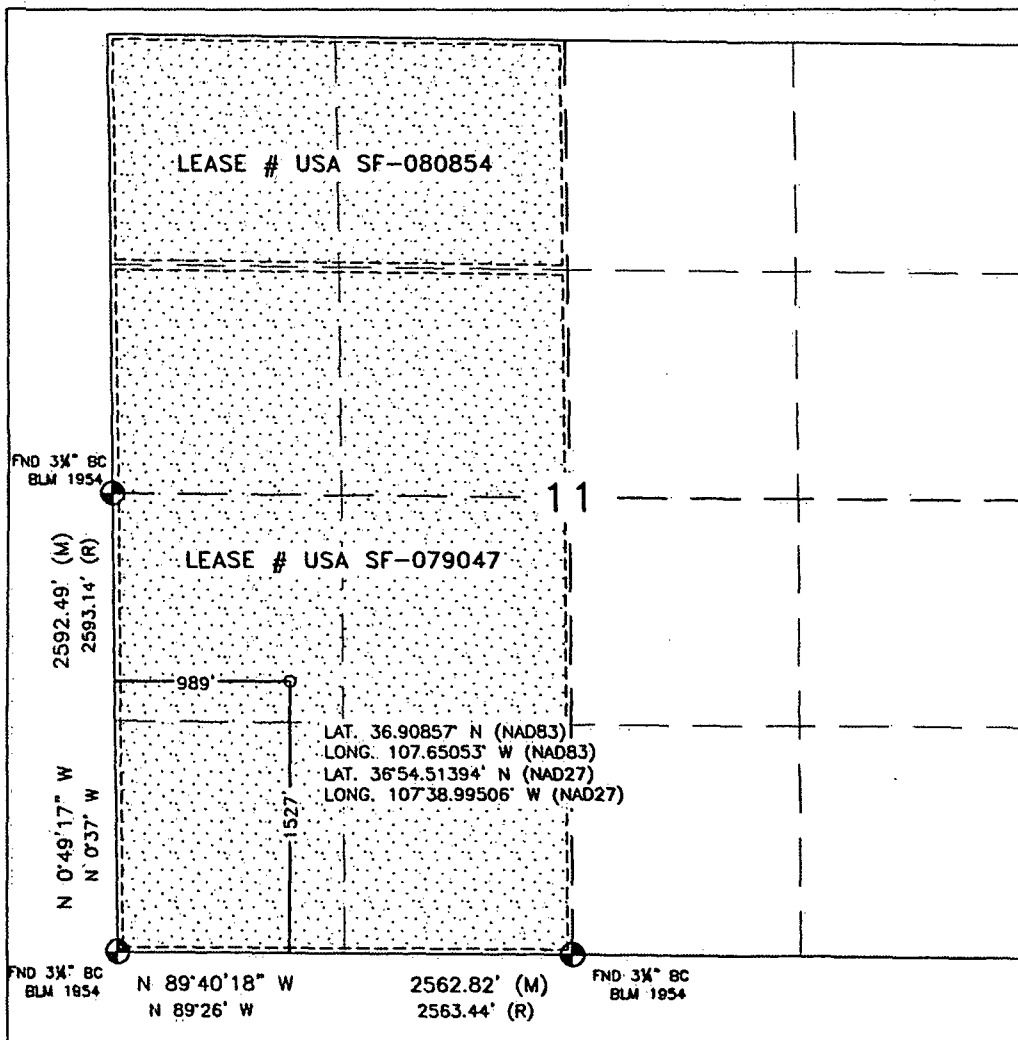 LEASE # USA SF-080854
FND 3¼" BC
BLM 1954
11
2592.49' (M)
2593.14' (R)
LEASE # USA SF-079047
989'
LAT. 36.90857° N (NAD83)
LONG. 107.65053° W (NAD83)
LAT. 36°54.51394' N (NAD27)
LONG. 107°38.99506' W (NAD27)
1527'
N 0°49'17" W
N 0°37' W
FND 3¼" BC
BLM 1954
N 89°40'18" W
N 89°26' W
2562.82' (M)
2563.44' (R)
FND 3¼" BC
BLM 1954